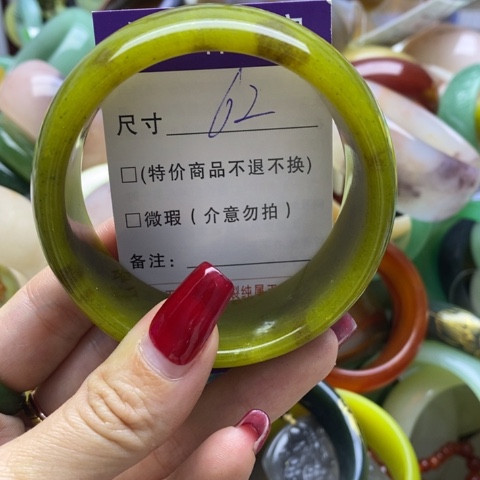 尺寸 62
□(特价商品不退不换)
□微瑕(介意勿拍)
备注: